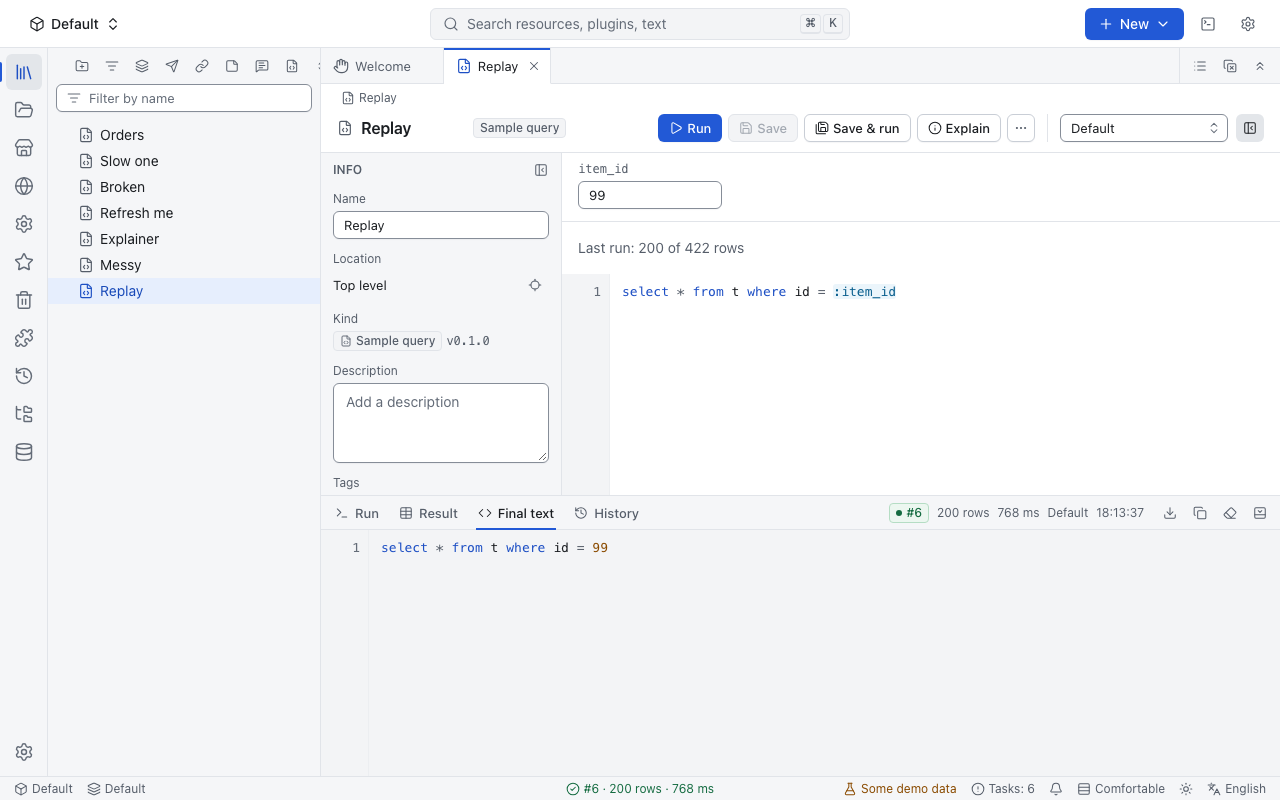 Default
Search resources, plugins, text
⌘ K
New
Filter by name
Orders
Slow one
Broken
Refresh me
Explainer
Messy
Replay
Welcome
Replay
Replay
Replay
Sample query
Run
Save
Save & run
Explain
Default
INFO
Name
Replay
Location
Top level
Kind
Sample query v0.1.0
Description
Add a description
Tags
item_id
99
Last run: 200 of 422 rows
1 select * from t where id = :item_id
Run
Result
Final text
History
#6 200 rows 768 ms Default 18:13:37
1 select * from t where id = 99
Default
Default
#6 · 200 rows · 768 ms
Some demo data
Tasks: 6
Comfortable
English